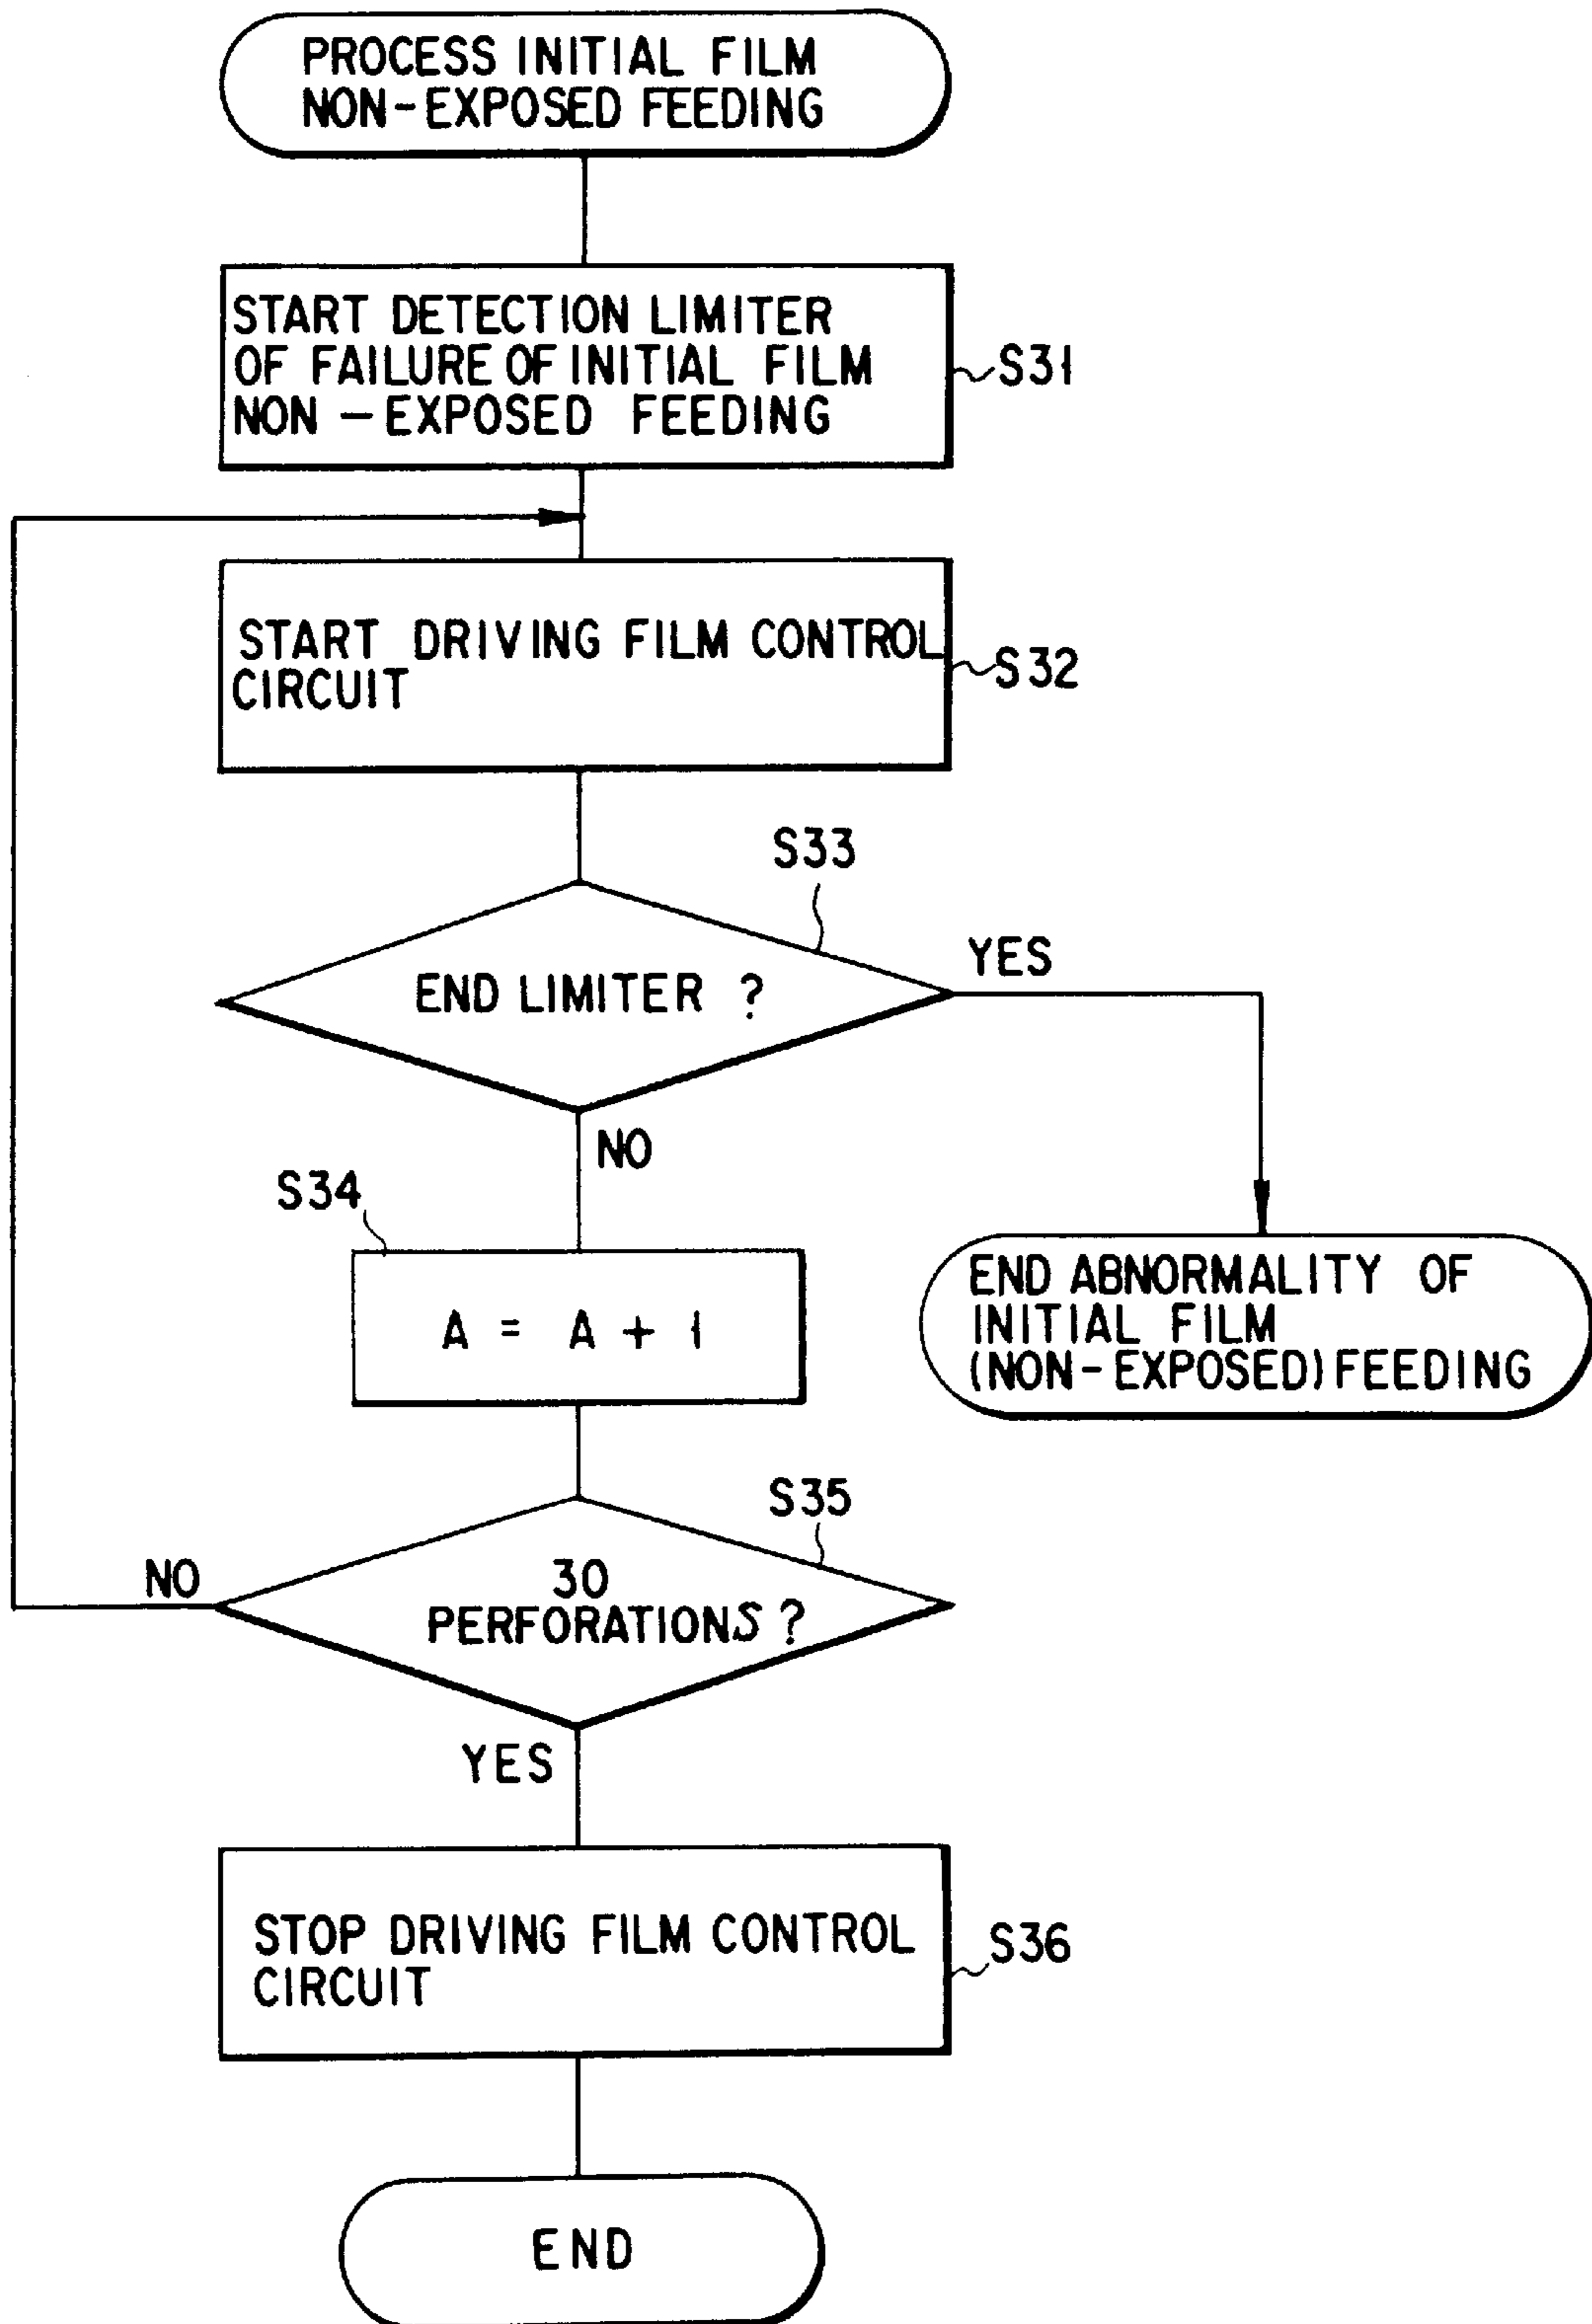 PROCESS INITIAL FILM
NON-EXPOSED FEEDING
START DETECTION LIMITER
OF FAILURE OF INITIAL FILM
NON-EXPOSED FEEDING
S31
START DRIVING FILM CONTROL
CIRCUIT
S32
S33
END LIMITER ?
YES
NO
S34
A = A + 1
END ABNORMALITY OF
INITIAL FILM
(NON-EXPOSED) FEEDING
S35
30
PERFORATIONS ?
NO
YES
STOP DRIVING FILM CONTROL
CIRCUIT
S36
END